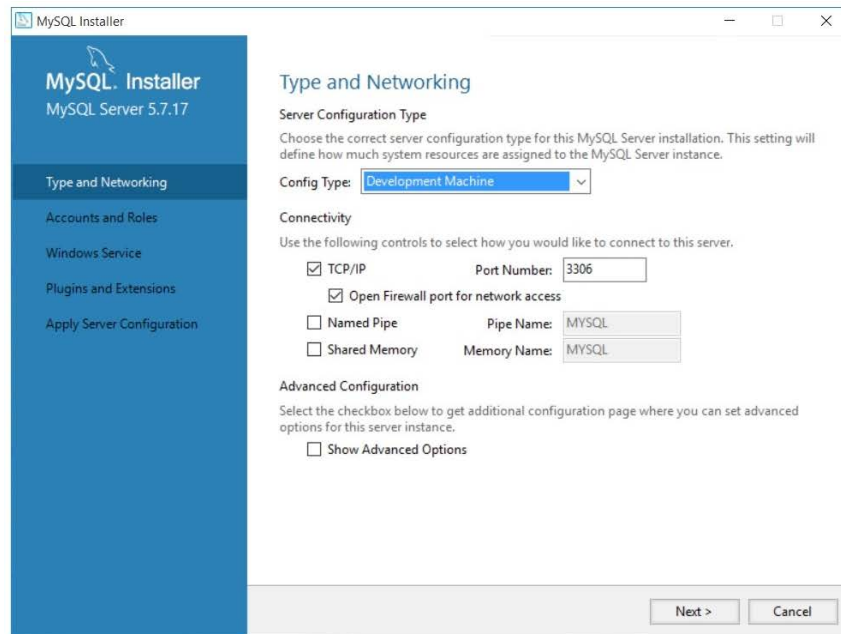 MySQL Installer
MySQL. Installer
MySQL Server 5.7.17
Type and Networking
Accounts and Roles
Windows Service
Plugins and Extensions
Apply Server Configuration
Type and Networking
Server Configuration Type
Choose the correct server configuration type for this MySQL Server installation. This setting will
define how much system resources are assigned to the MySQL Server instance.
Config Type: Development Machine
Connectivity
Use the following controls to select how you would like to connect to this server.
TCP/IP Port Number: 3306
Open Firewall port for network access
Named Pipe Pipe Name: MYSQL
Shared Memory Memory Name: MYSQL
Advanced Configuration
Select the checkbox below to get additional configuration page where you can set advanced
options for this server instance.
Show Advanced Options
Next > Cancel